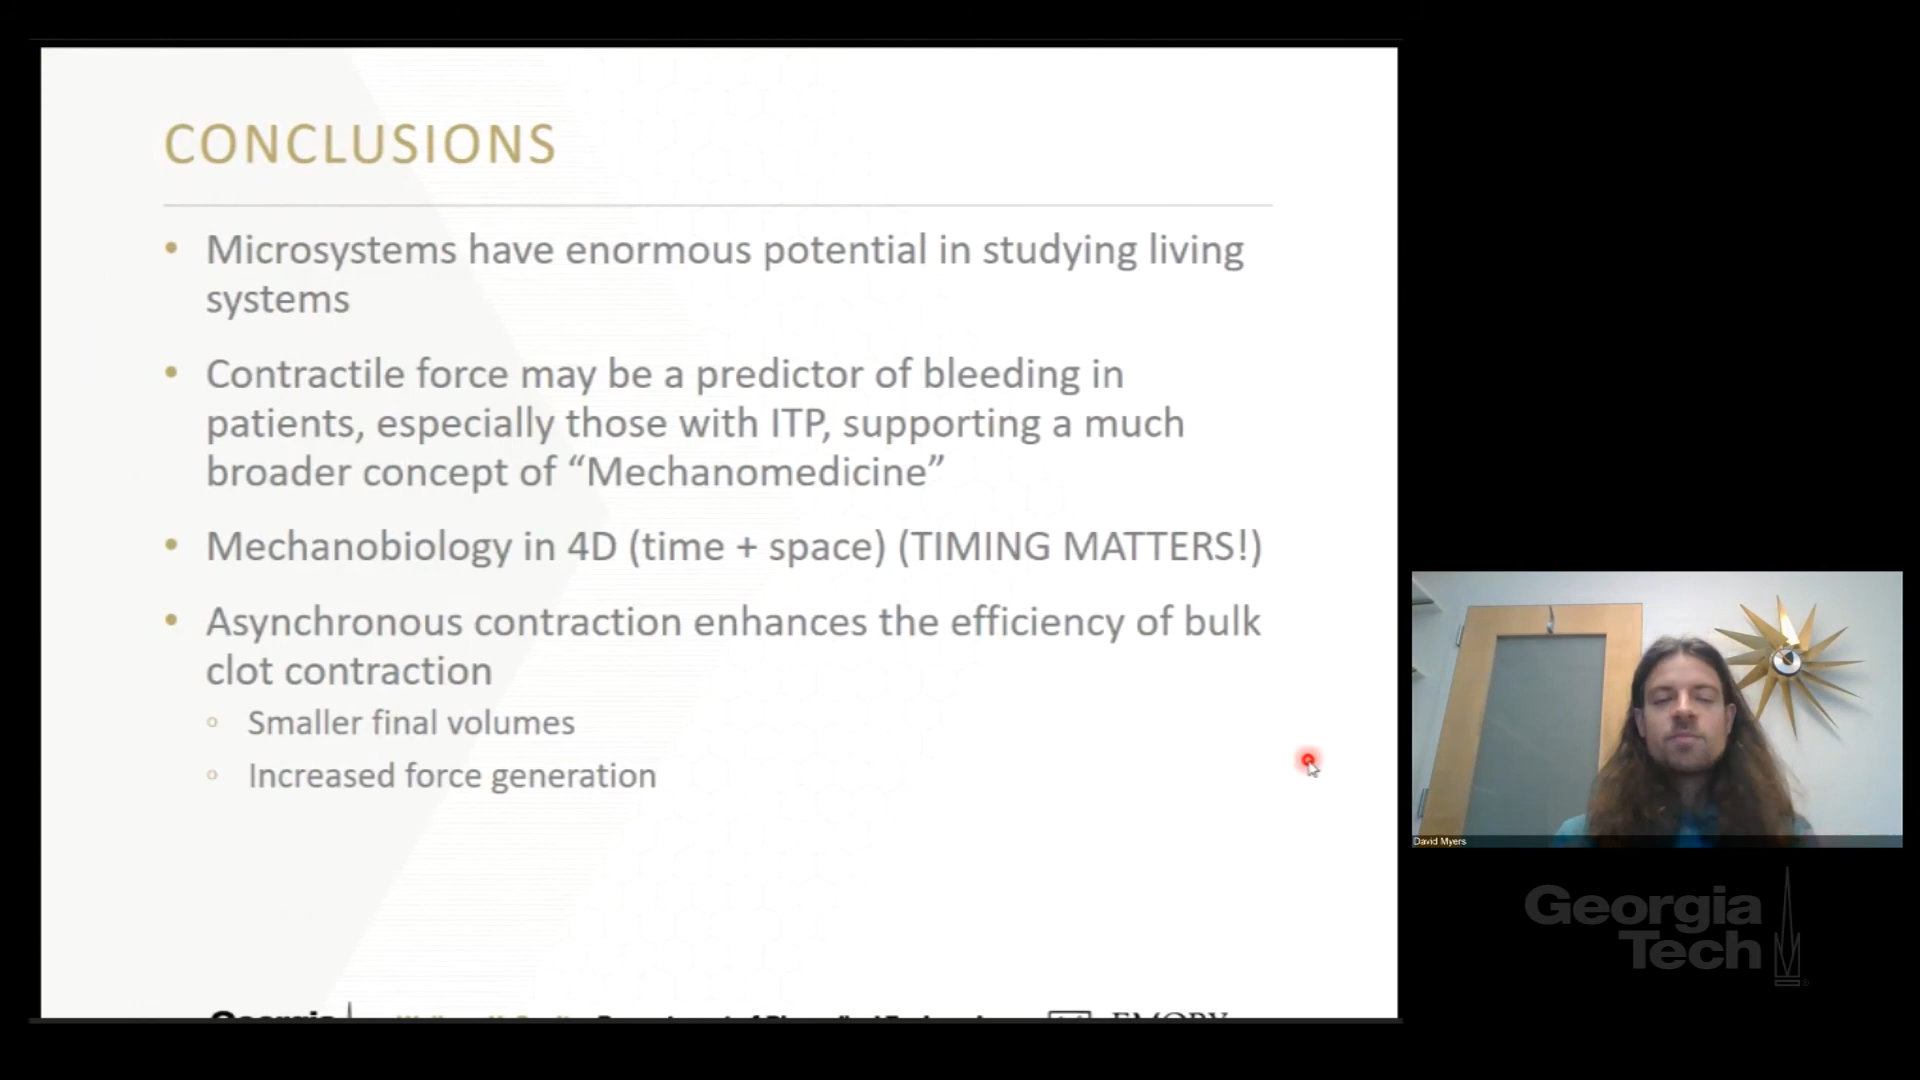 CONCLUSIONS
Microsystems have enormous potential in studying living
systems
Contractile force may be a predictor of bleeding in
patients, especially those with ITP, supporting a much
broader concept of “Mechanomedicine”
Mechanobiology in 4D (time + space) (TIMING MATTERS!)
Asynchronous contraction enhances the efficiency of bulk
clot contraction
Smaller final volumes
Increased force generation
David Myers
Georgia
Tech
Georgia
EMORY